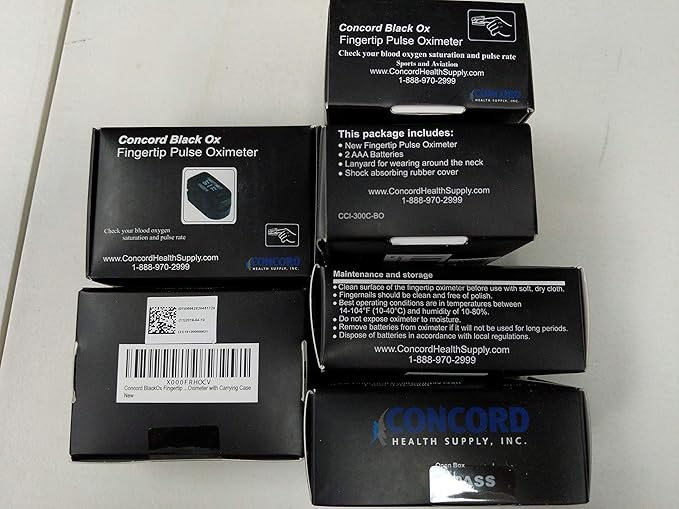 Concord Black Ox
Fingertip Pulse Oximeter
Check your blood oxygen saturation and pulse rate
Sports and Aviation
www.ConcordHealthSupply.com
1-888-970-2999
CONCORD
HEALTH SUPPLY, INC.
Concord Black Ox
Fingertip Pulse Oximeter
Check your blood oxygen
saturation and pulse rate
www.ConcordHealthSupply.com
1-888-970-2999
CONCORD
HEALTH SUPPLY, INC.
This package includes:
• New Fingertip Pulse Oximeter
• 2 AAA Batteries
• Lanyard for wearing around the neck
• Shock absorbing rubber cover
www.ConcordHealthSupply.com
1-888-970-2999
CCI-300C-BO
Maintenance and storage
• Clean surface of the fingertip oximeter before use with soft, dry cloth.
• Fingernails should be clean and free of polish.
• Best operating conditions are in temperatures between
14-104°F (10-40°C) and humidity of 10-80%.
• Do not expose oximeter to moisture.
• Remove batteries from oximeter if it will not be used for long periods.
• Dispose of batteries in accordance with local regulations.
www.ConcordHealthSupply.com
1-888-970-2999
X000FRHOCV
Concord BlackOx Fingertip ...Oximeter with Carrying Case
New
CONCORD
HEALTH SUPPLY, INC.
Open Box
PASS